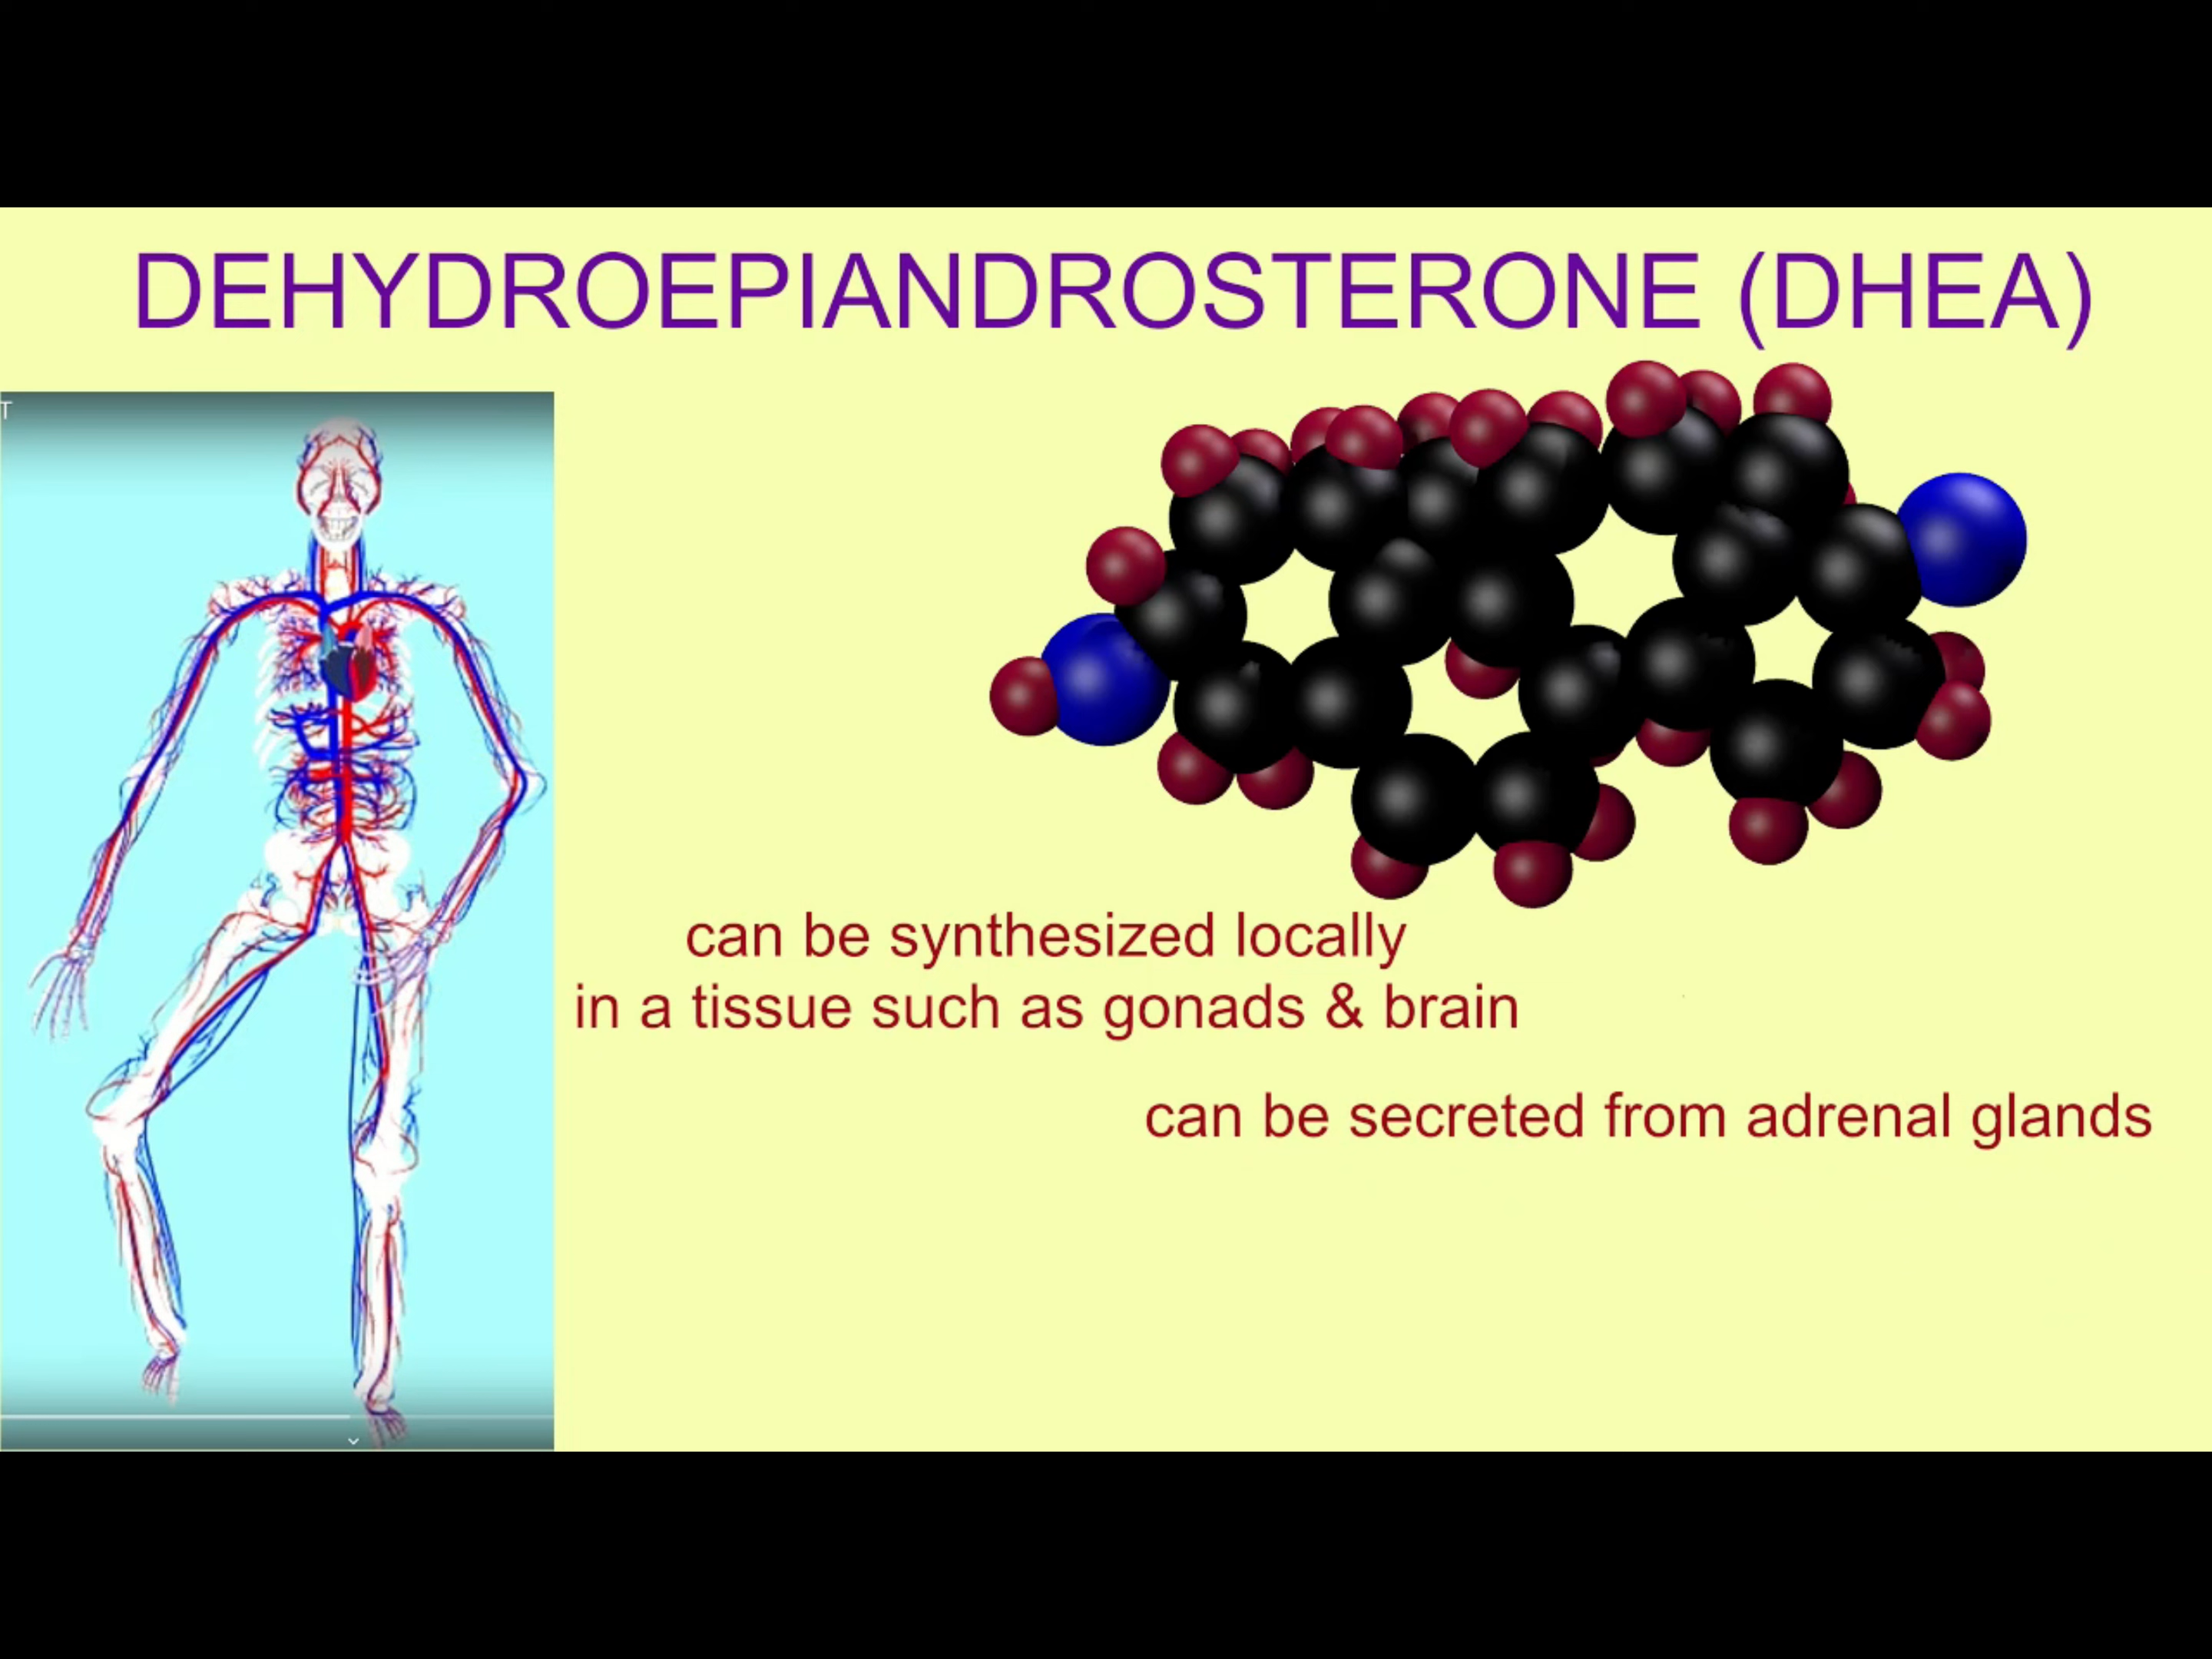 DEHYDROEPIANDROSTERONE (DHEA)
T
can be synthesized locally
in a tissue such as gonads & brain
can be secreted from adrenal glands